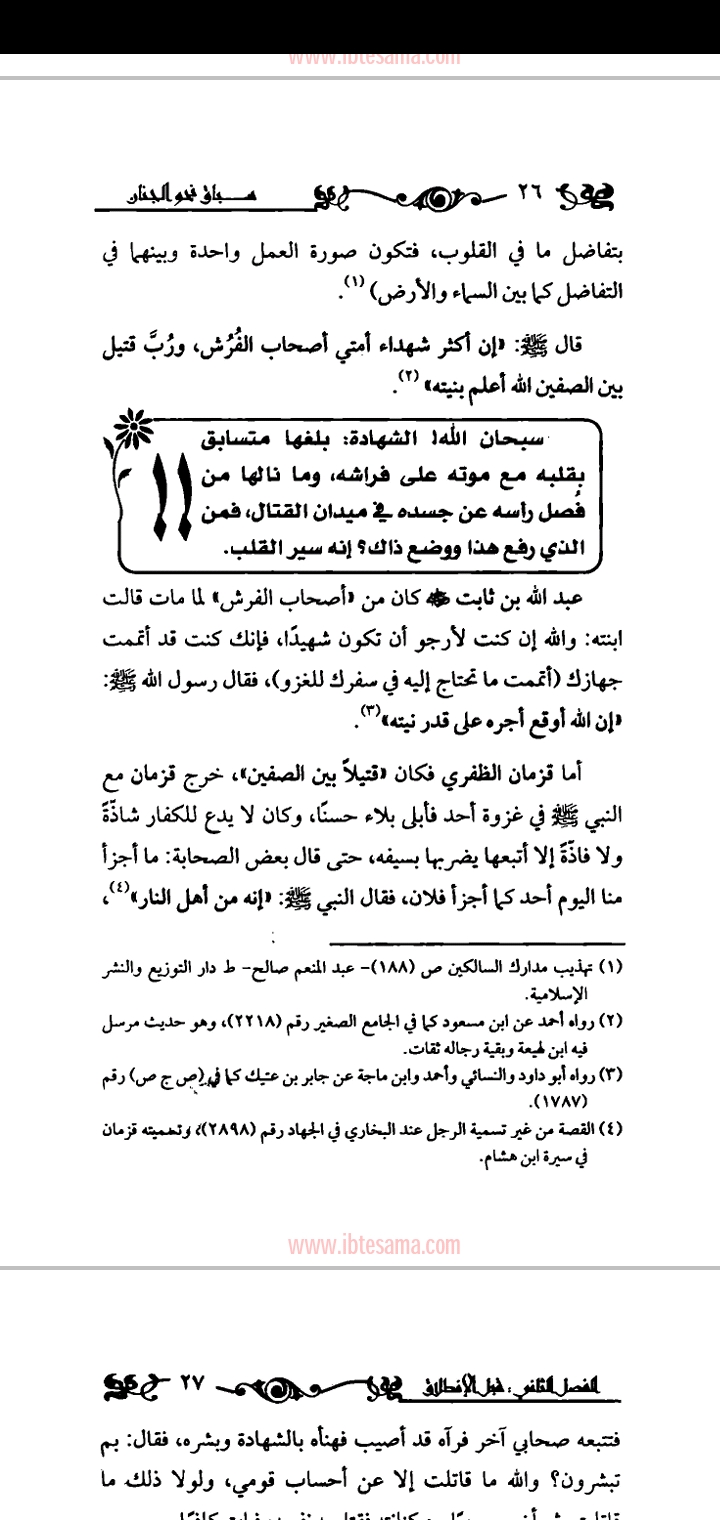 www.ibtesama.com
٢٦
سباق نحو الجنان
بتفاضل ما في القلوب، فتكون صورة العمل واحدة وبينهما في
التفاضل كما بين السماء والأرض) (١).
قال ﷺ: «إن أكثر شهداء أمتي أصحاب الفُرُش، ورُبَّ قتيل
بين الصفين الله أعلم بنيته» (٢).
سبحان الله! الشهادة: بلغها متسابق
بقلبه مع موته على فراشه، وما نالها من
فُصل رأسه عن جسده في ميدان القتال، فمن
الذي رفع هذا ووضع ذاك؟ إنه سير القلب.
!!
عبد الله بن ثابت ﵁ كان من «أصحاب الفرش» لما مات قالت
ابنته: والله إن كنت لأرجو أن تكون شهيدًا، فإنك كنت قد أتممت
جهازك (أتممت ما تحتاج إليه في سفرك للغزو)، فقال رسول الله ﷺ:
«إن الله أوقع أجره على قدر نيته»(٣).
أما قزمان الظفري فكان «قتيلاً بين الصفين»، خرج قزمان مع
النبي ﷺ في غزوة أحد فأبلى بلاء حسنًا، وكان لا يدع للكفار شاذّةً
ولا فاذّةً إلا أتبعها يضربها بسيفه، حتى قال بعض الصحابة: ما أجزأ
منا اليوم أحد كما أجزأ فلان، فقال النبي ﷺ: «إنه من أهل النار»(٤)،
(١) تهذيب مدارك السالكين ص (١٨٨)- عبد المنعم صالح- ط دار التوزيع والنشر
الإسلامية.
(٢) رواه أحمد عن ابن مسعود كما في الجامع الصغير رقم (٢٢١٨)، وهو حديث مرسل
فيه ابن لهيعة وبقية رجاله ثقات.
(٣) رواه أبو داود والنسائي وأحمد وابن ماجة عن جابر بن عتيك كما في (ص ج ص) رقم
(١٧٨٧).
(٤) القصة من غير تسمية الرجل عند البخاري في الجهاد رقم (٢٨٩٨)، وتسميته قزمان
في سيرة ابن هشام.
www.ibtesama.com
الفصل الثاني : قبل الإنطلاق
٢٧
فتتبعه صحابي آخر فرآه قد أصيب فهنأه بالشهادة وبشره، فقال: بم
تبشرون؟ والله ما قاتلت إلا عن أحساب قومي، ولولا ذلك ما